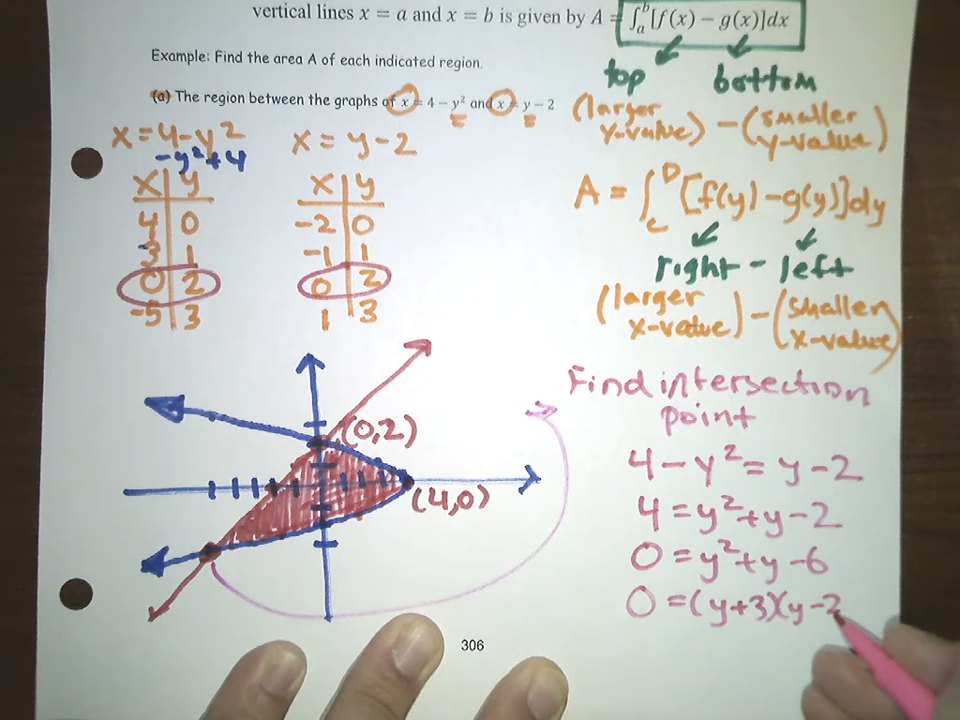 vertical lines x = a and x = b is given by A = ∫ₐᵇ[f(x) − g(x)]dx
Example: Find the area A of each indicated region.
top bottom
(a) The region between the graphs of x = 4 − y² and x = y − 2
(larger y-value) − (smaller y-value)
x = 4 − y²
−y² + 4
x = y − 2
x | y
4 | 0
3 | 1
0 | 2
-5 | 3
x | y
-2 | 0
-1 | 1
0 | 2
1 | 3
A = ∫ [f(y) − g(y)]dy
right − left
(larger x-value) − (smaller x-value)
(0,2)
(4,0)
Find intersection
point
4 − y² = y − 2
4 = y² + y − 2
0 = y² + y − 6
0 = (y+3)(y−2
306